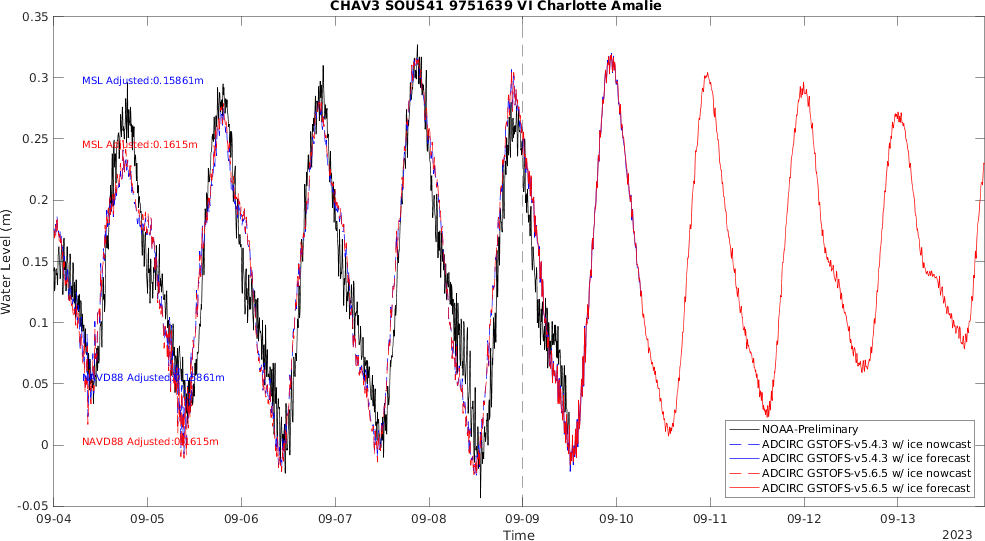 CHAV3 SOUS41 9751639 VI Charlotte Amalie
0.35
0.3
0.25
0.2
0.15
0.1
0.05
0
-0.05
Water Level (m)
MSL Adjusted:0.15861m
MSL Adjusted:0.1615m
NAVD88 Adjusted:0.15861m
NAVD88 Adjusted:0.1615m
NOAA-Preliminary
ADCIRC GSTOFS-v5.4.3 w/ ice nowcast
ADCIRC GSTOFS-v5.4.3 w/ ice forecast
ADCIRC GSTOFS-v5.6.5 w/ ice nowcast
ADCIRC GSTOFS-v5.6.5 w/ ice forecast
09-04 09-05 09-06 09-07 09-08 09-09 09-10 09-11 09-12 09-13
Time
2023